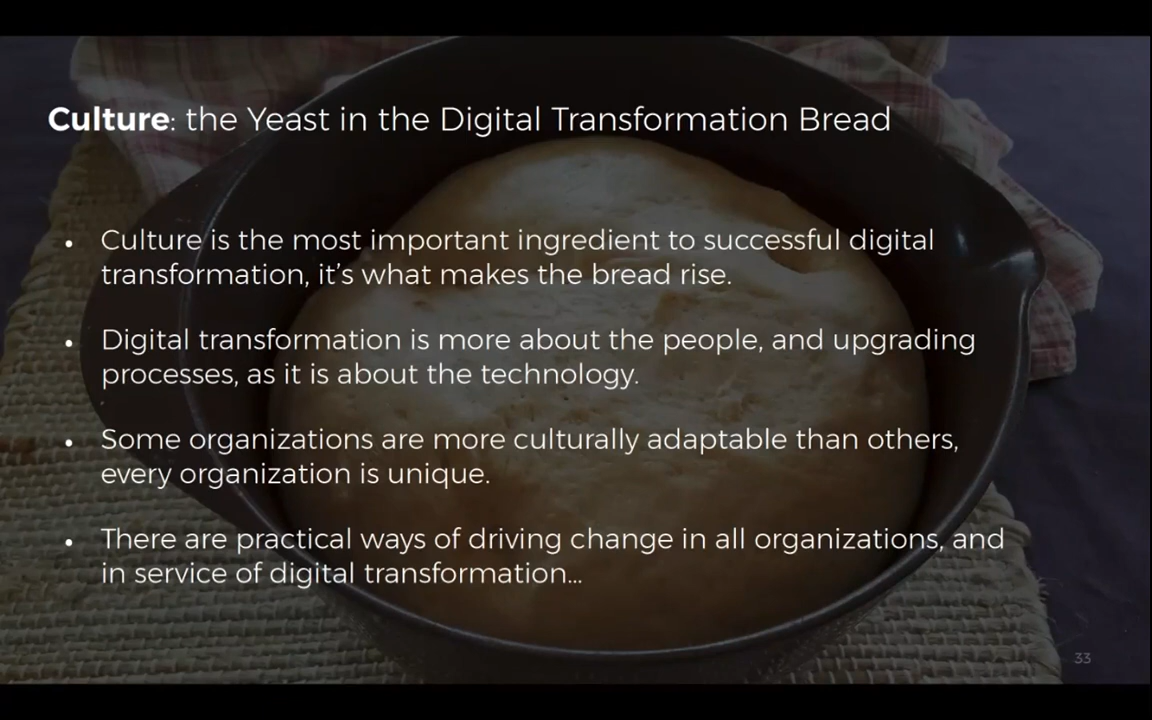 Culture: the Yeast in the Digital Transformation Bread
• Culture is the most important ingredient to successful digital
transformation, it's what makes the bread rise.
• Digital transformation is more about the people, and upgrading
processes, as it is about the technology.
• Some organizations are more culturally adaptable than others,
every organization is unique.
• There are practical ways of driving change in all organizations, and
in service of digital transformation...
33